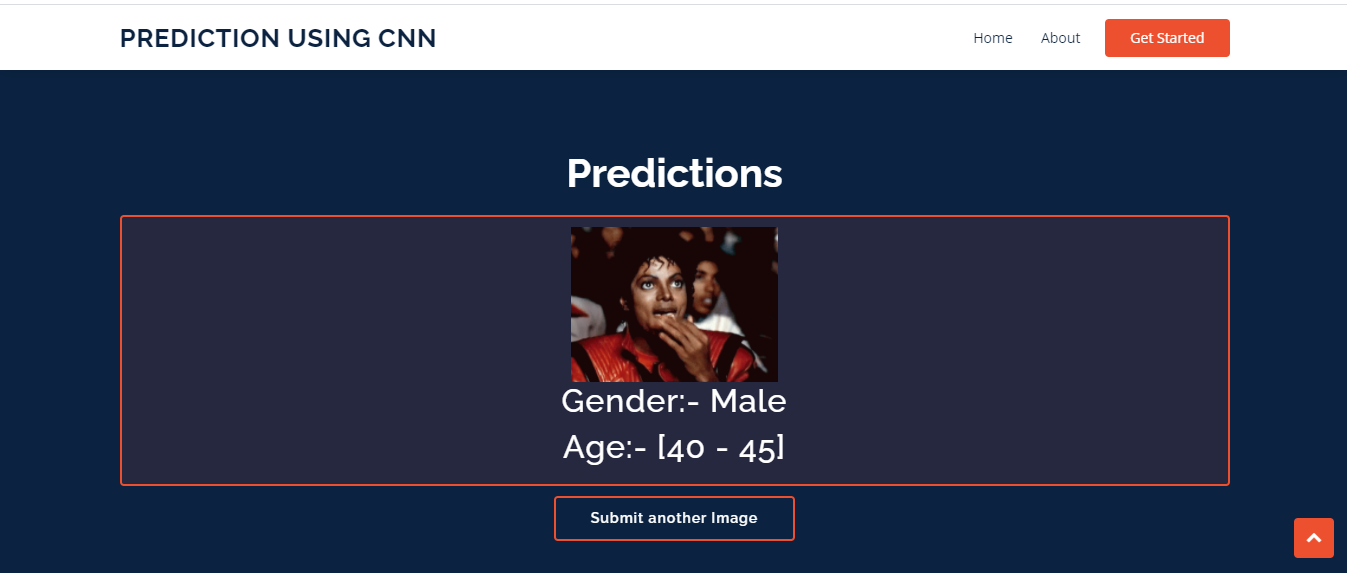 PREDICTION USING CNN
Home
About
Get Started
Predictions
Gender:- Male
Age:- [40 - 45]
Submit another Image